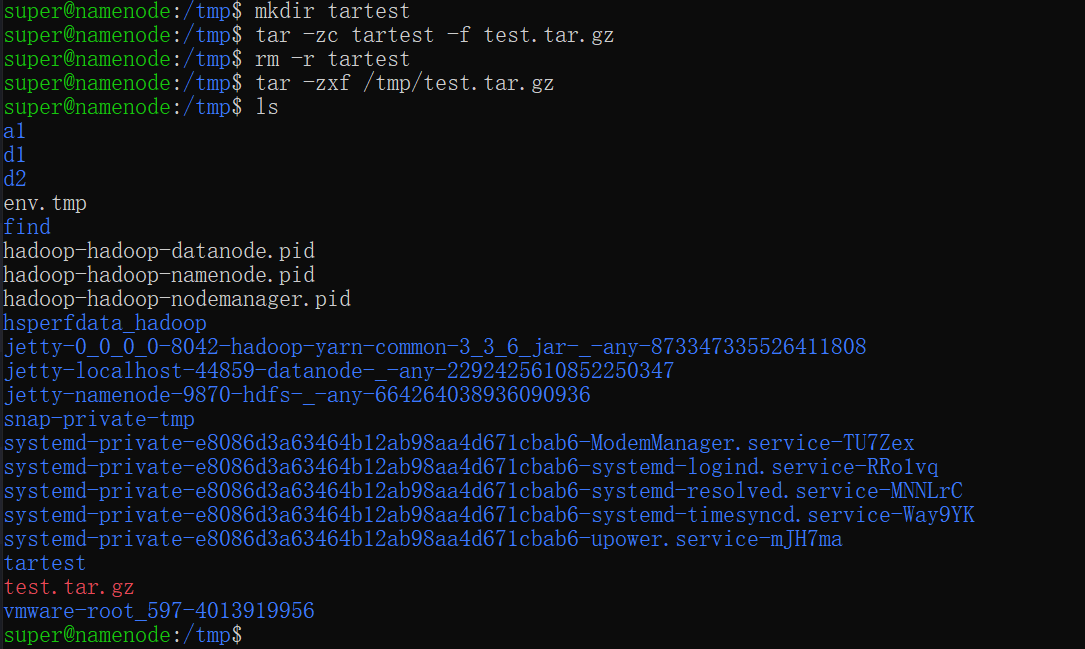 super@namenode:/tmp$ mkdir tartest
super@namenode:/tmp$ tar -zc tartest -f test.tar.gz
super@namenode:/tmp$ rm -r tartest
super@namenode:/tmp$ tar -zxf /tmp/test.tar.gz
super@namenode:/tmp$ ls
a1
d1
d2
env.tmp
find
hadoop-hadoop-datanode.pid
hadoop-hadoop-namenode.pid
hadoop-hadoop-nodemanager.pid
hsperfdata_hadoop
jetty-0_0_0_0-8042-hadoop-yarn-common-3_3_6_jar-_-any-873347335526411808
jetty-localhost-44859-datanode-_-any-2292425610852250347
jetty-namenode-9870-hdfs-_-any-6642640389360​90936
snap-private-tmp
systemd-private-e8086d3a63464b12ab98aa4d671cbab6-ModemManager.service-TU7Zex
systemd-private-e8086d3a63464b12ab98aa4d671cbab6-systemd-logind.service-RRolvq
systemd-private-e8086d3a63464b12ab98aa4d671cbab6-systemd-resolved.service-MNNLrC
systemd-private-e8086d3a63464b12ab98aa4d671cbab6-systemd-timesyncd.service-Way9YK
systemd-private-e8086d3a63464b12ab98aa4d671cbab6-upower.service-mJH7ma
tartest
test.tar.gz
vmware-root_597-4013919956
super@namenode:/tmp$